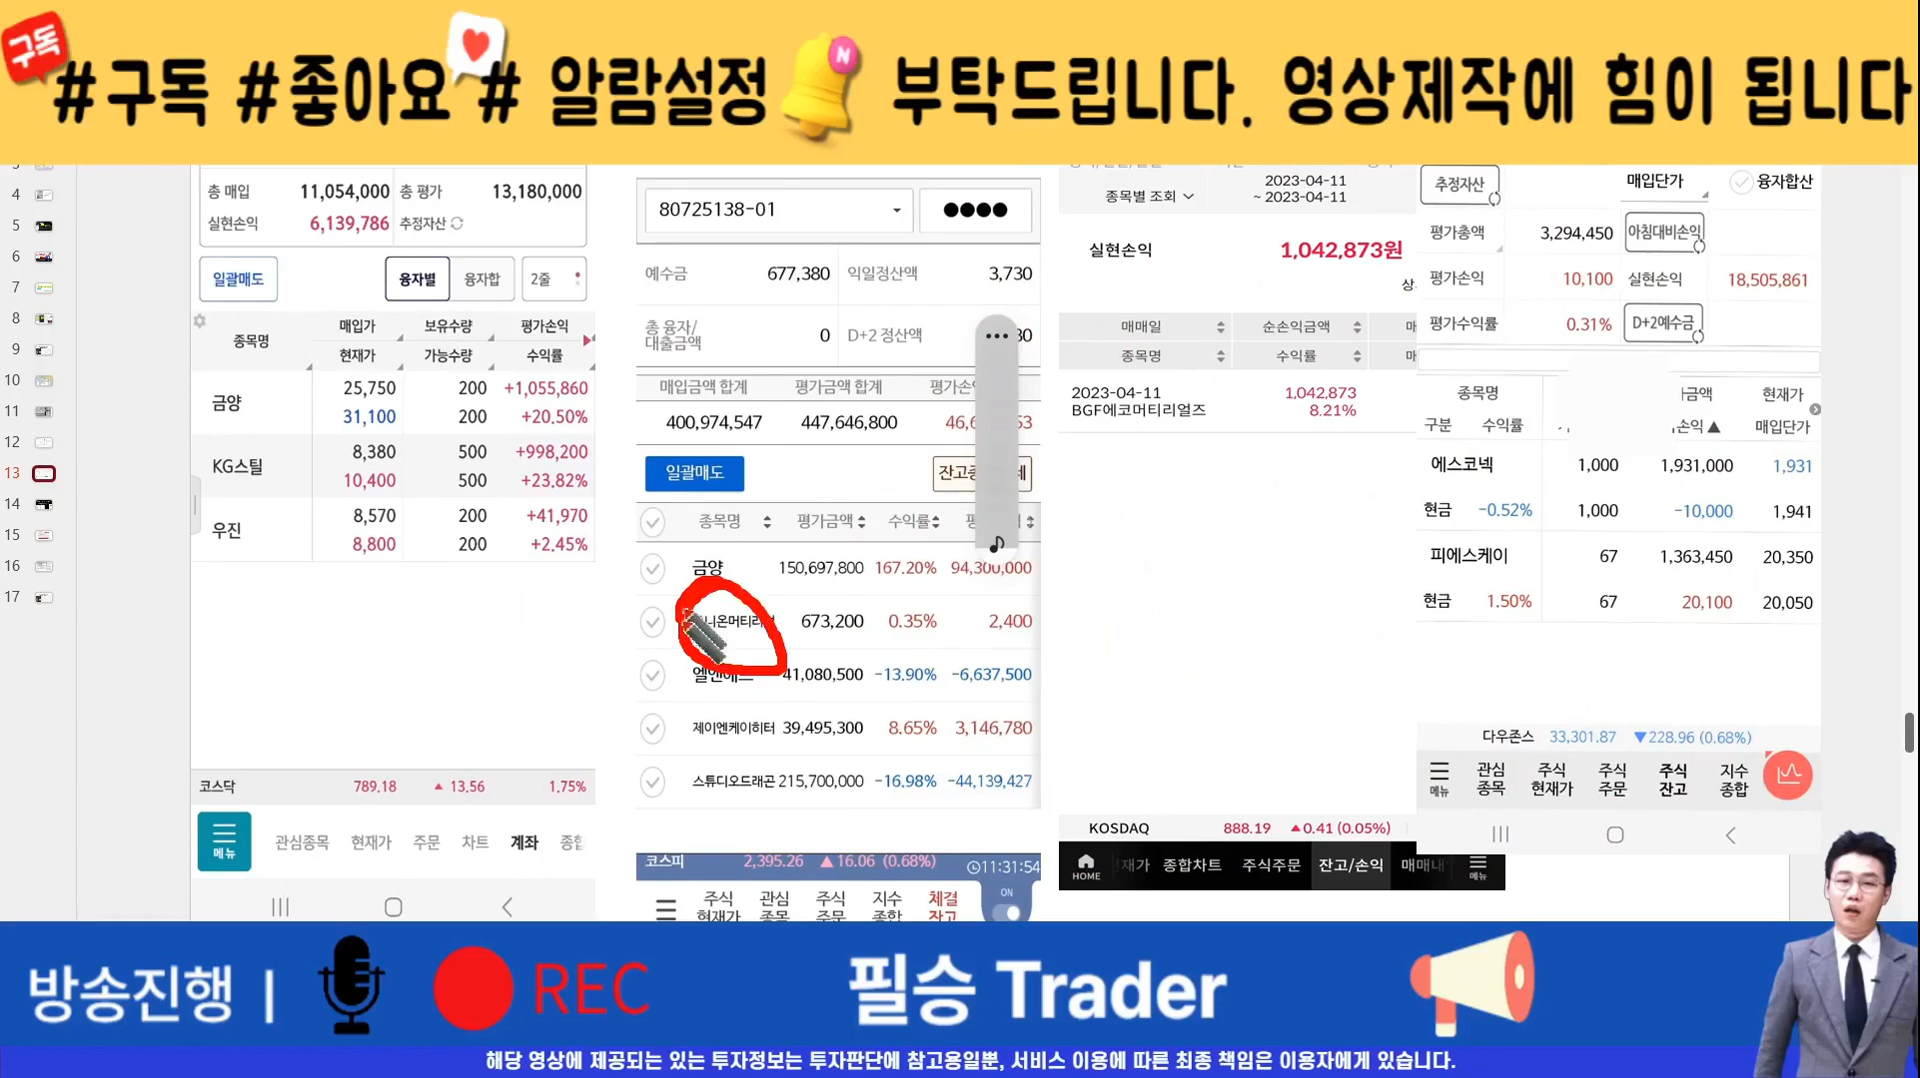 구독
#구독 #좋아요 # 알람설정 N 부탁드립니다. 영상제작에 힘이 됩니다
4
5
6
7
8
9
10
11
12
13
14
15
16
17
총 매입 11,054,000 총 평가 13,180,000
실현손익 6,139,786 추정자산
일괄매도 융자별 융자합 2줄
종목명 매입가 보유수량 평가손익
현재가 가능수량 수익률
금양 25,750 200 +1,055,860
31,100 200 +20.50%
KG스틸 8,380 500 +998,200
10,400 500 +23.82%
우진 8,570 200 +41,970
8,800 200 +2.45%
코스닥 789.18 ▲ 13.56 1.75%
메뉴 관심종목 현재가 주문 차트 계좌
80725138-01 ●●●●
예수금 677,380 익일정산액 3,730
총 융자/
대출금액 0 D+2 정산액
매입금액 합계 평가금액 합계
400,974,547 447,646,800
일괄매도
종목명 평가금액 수익률
금양 150,697,800 167.20% 94,300,000
673,200 0.35% 2,400
41,080,500 -13.90% -6,637,500
제이엔케이히터 39,495,300 8.65% 3,146,780
스튜디오드래곤 215,700,000 -16.98% -44,139,427
코스피 2,395.26 ▲ 16.06 (0.68%) 11:31:54
주식 관심 주식 지수 체결 ON
현재가 종목 주문 종합 잔고
종목별 조회 2023-04-11
~ 2023-04-11
실현손익 1,042,873원
매매일 순손익금액
종목명 수익률
2023-04-11 1,042,873
BGF에코머티리얼즈 8.21%
KOSDAQ 888.19 ▲0.41 (0.05%)
HOME 종합차트 주식주문 잔고/손익 메뉴
추정자산 매입단가 융자합산
평가총액 3,294,450 아침대비손익
평가손익 10,100 실현손익 18,505,861
평가수익률 0.31% D+2예수금
종목명 현재가
구분 수익률 매입단가
에스코넥 1,000 1,931,000 1,931
현금 -0.52% 1,000 -10,000 1,941
피에스케이 67 1,363,450 20,350
현금 1.50% 67 20,100 20,050
다우존스 33,301.87 ▼228.96 (0.68%)
메뉴 관심 주식 주식 주식 지수
종목 현재가 주문 잔고 종합
방송진행 | REC 필승 Trader
해당 영상에 제공되는 있는 투자정보는 투자판단에 참고용일뿐, 서비스 이용에 따른 최종 책임은 이용자에게 있습니다.